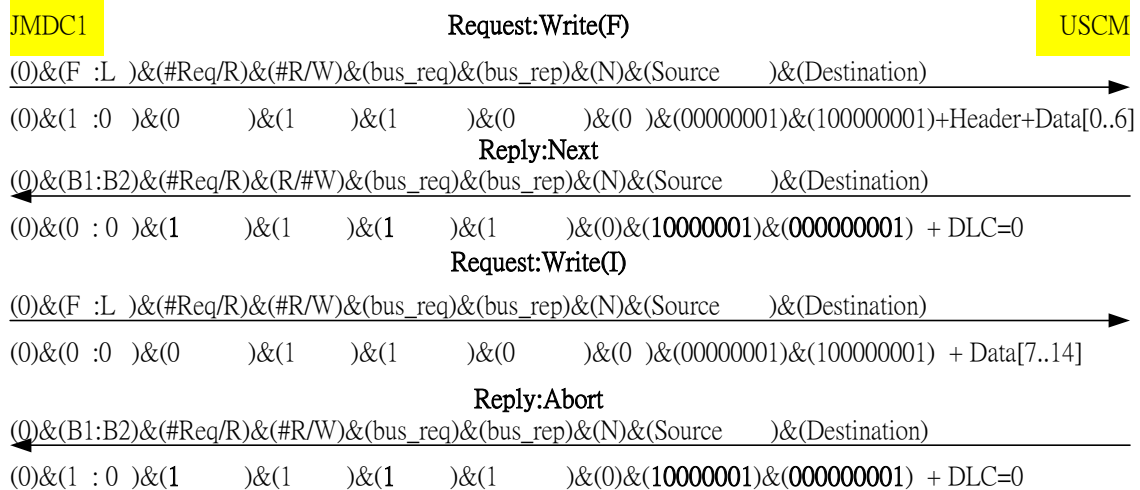 JMDC1 Request:Write(F) USCM
(0)&(F :L )&(#Req/R)&(#R/W)&(bus_req)&(bus_rep)&(N)&(Source )&(Destination)
(0)&(1 :0 )&(0 )&(1 )&(1 )&(0 )&(0 )&(00000001)&(100000001)+Header+Data[0..6]
Reply:Next
(0)&(B1:B2)&(#Req/R)&(R/#W)&(bus_req)&(bus_rep)&(N)&(Source )&(Destination)
(0)&(0 : 0 )&(1 )&(1 )&(1 )&(1 )&(0)&(10000001)&(000000001) + DLC=0
Request:Write(I)
(0)&(F :L )&(#Req/R)&(#R/W)&(bus_req)&(bus_rep)&(N)&(Source )&(Destination)
(0)&(0 :0 )&(0 )&(1 )&(1 )&(0 )&(0 )&(00000001)&(100000001) + Data[7..14]
Reply:Abort
(0)&(B1:B2)&(#Req/R)&(#R/W)&(bus_req)&(bus_rep)&(N)&(Source )&(Destination)
(0)&(1 : 0 )&(1 )&(1 )&(1 )&(1 )&(0)&(10000001)&(000000001) + DLC=0